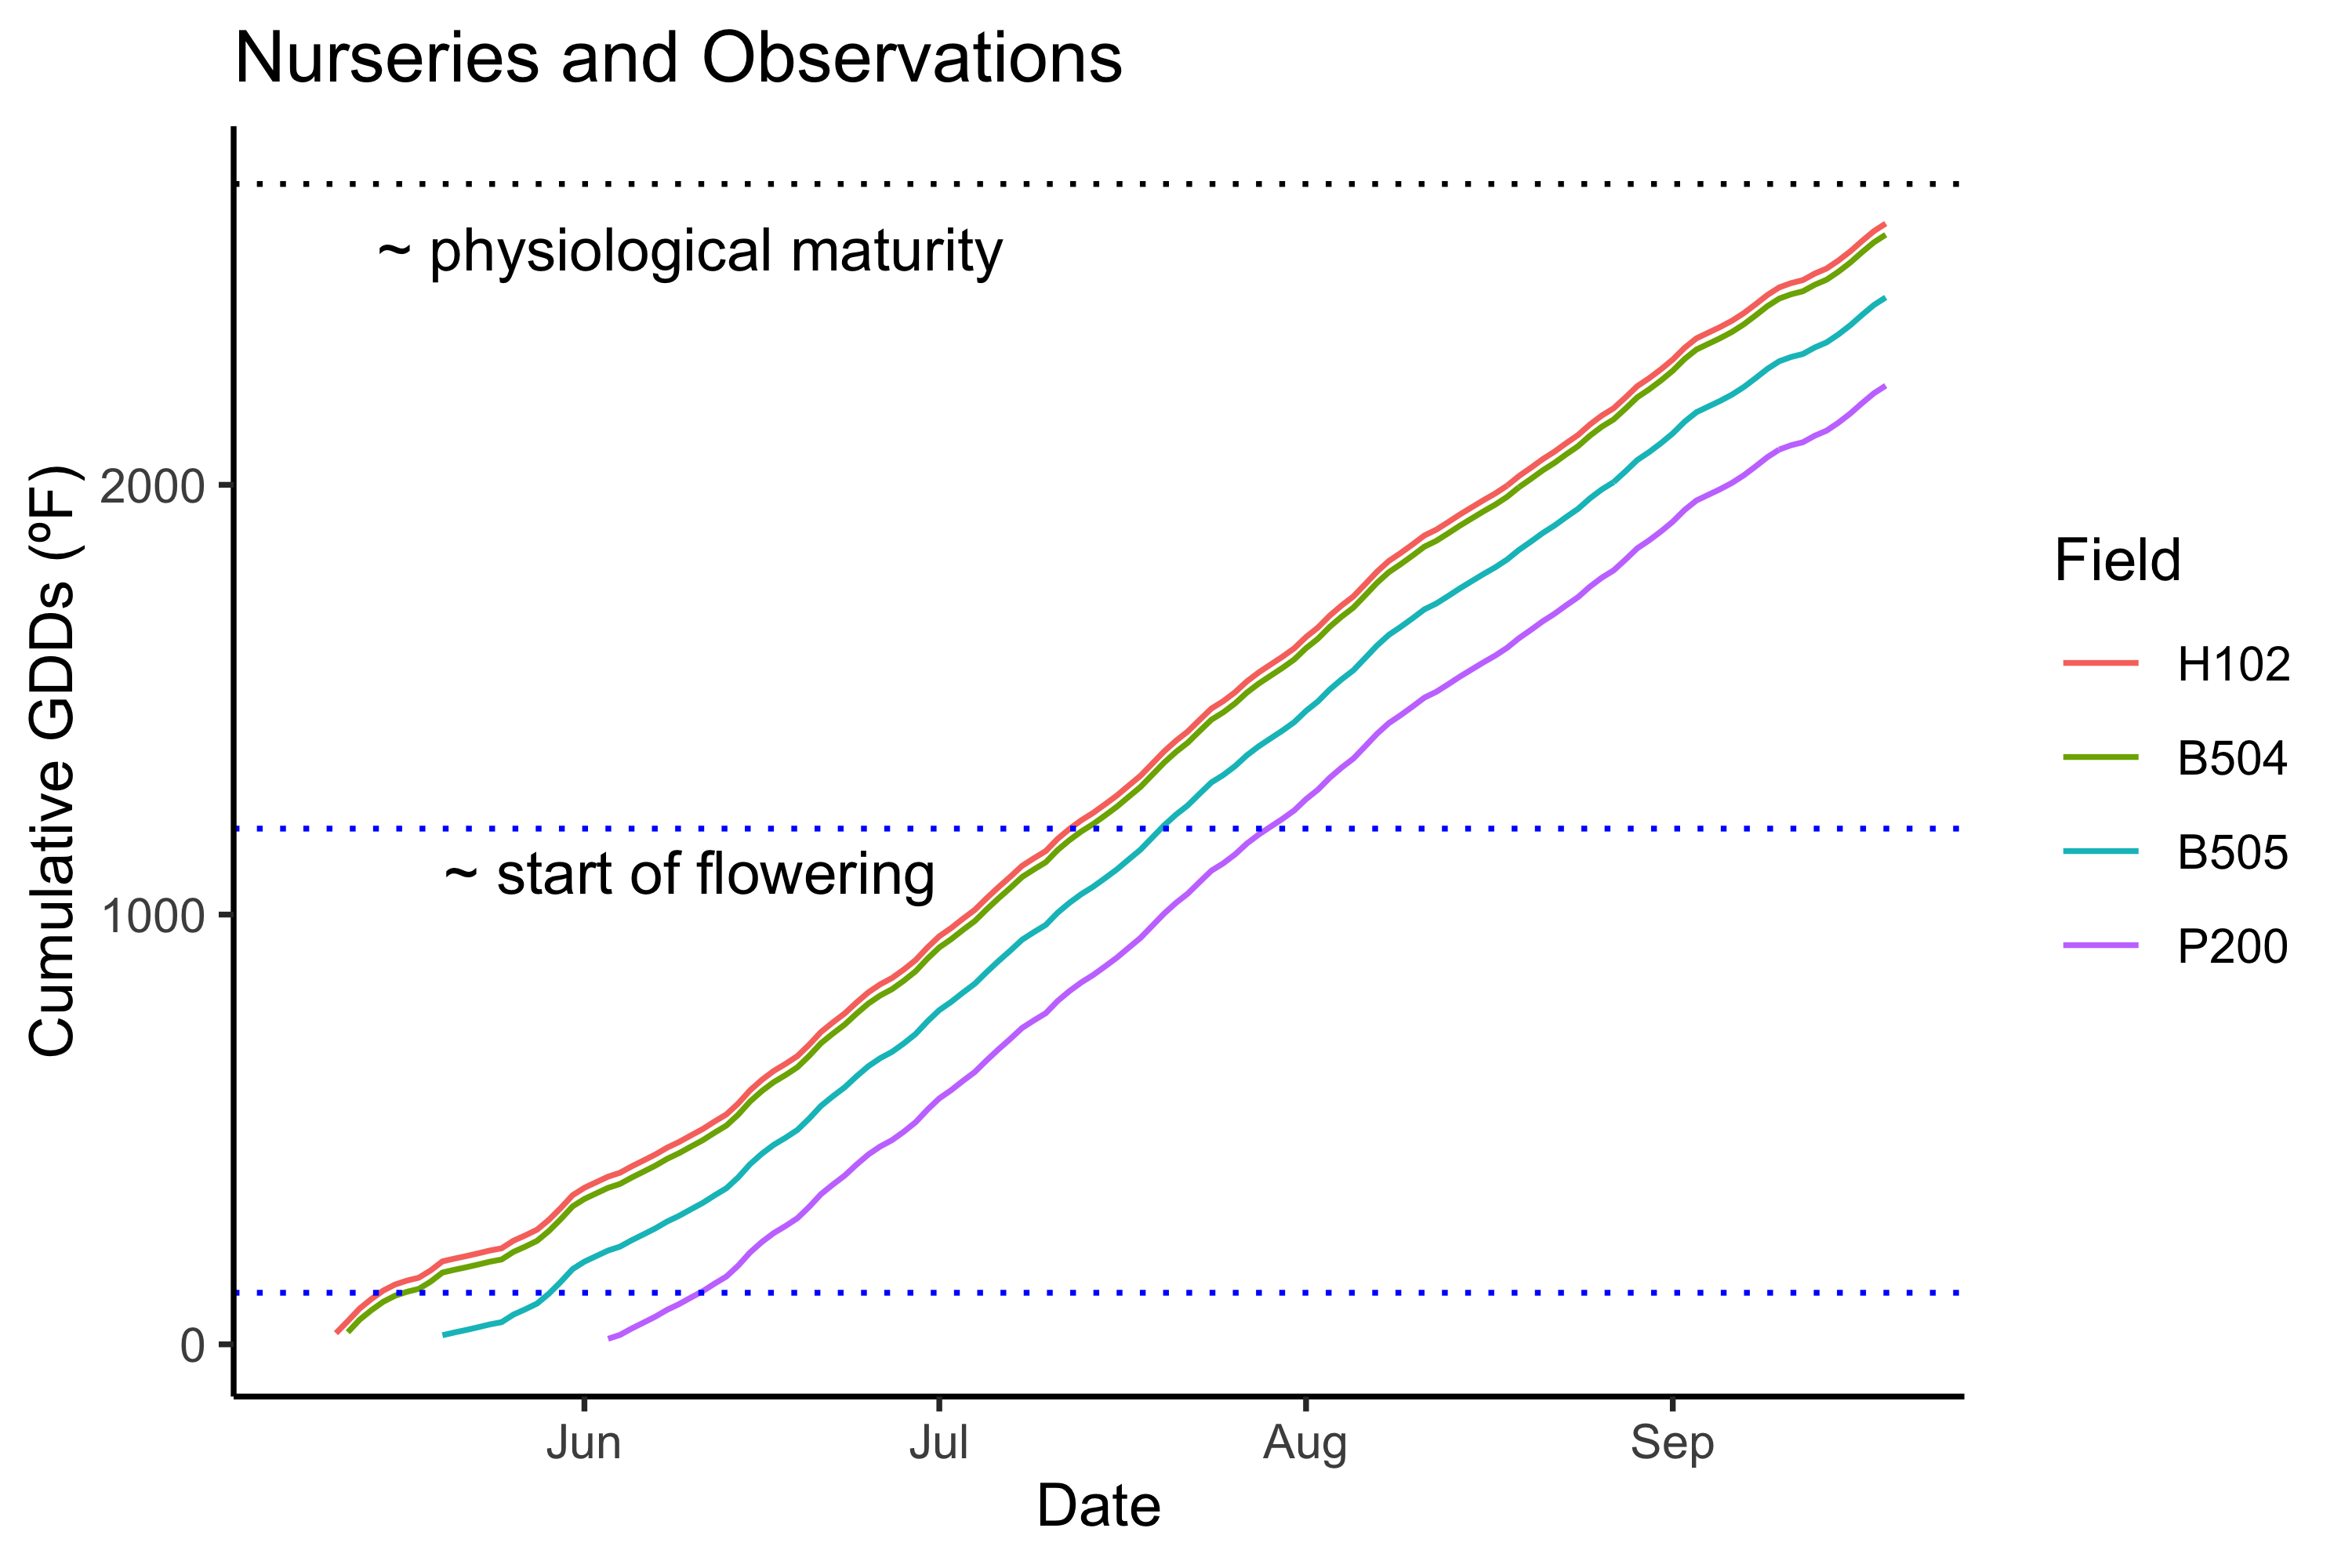 Nurseries and Observations
~ physiological maturity
~ start of flowering
Cumulative GDDs (ºF)
2000
1000
0
Jun Jul Aug Sep
Date
Field
H102
B504
B505
P200